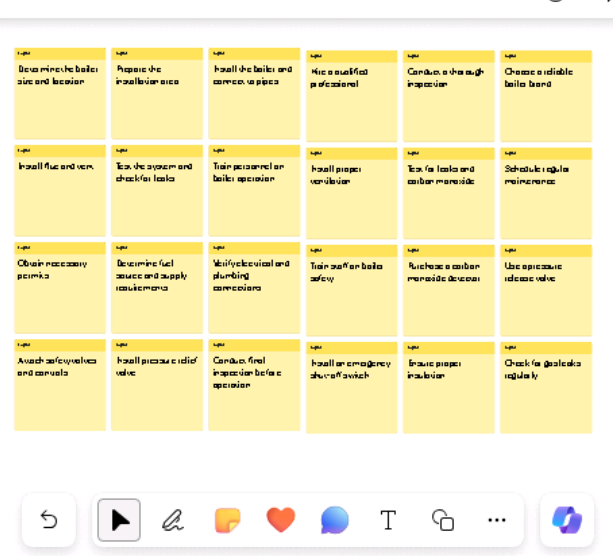 Determine the boiler
size and location
Prepare the
installation area
Install the boiler and
connect to pipes
Hire a qualified
professional
Conduct a thorough
inspection
Choose a reliable
boiler brand
Install flue and vent
Test the system and
check for leaks
Train personnel on
boiler operation
Install proper
ventilation
Test for leaks and
carbon monoxide
Schedule regular
maintenance
Obtain necessary
permits
Determine fuel
source and supply
requirements
Verify electrical and
plumbing
connections
Train staff on boiler
safety
Purchase a carbon
monoxide detector
Use a pressure
release valve
Attach safety valves
and controls
Install pressure relief
valve
Conduct final
inspection before
operation
Install an emergency
shut-off switch
Ensure proper
insulation
Check for gas leaks
regularly
T